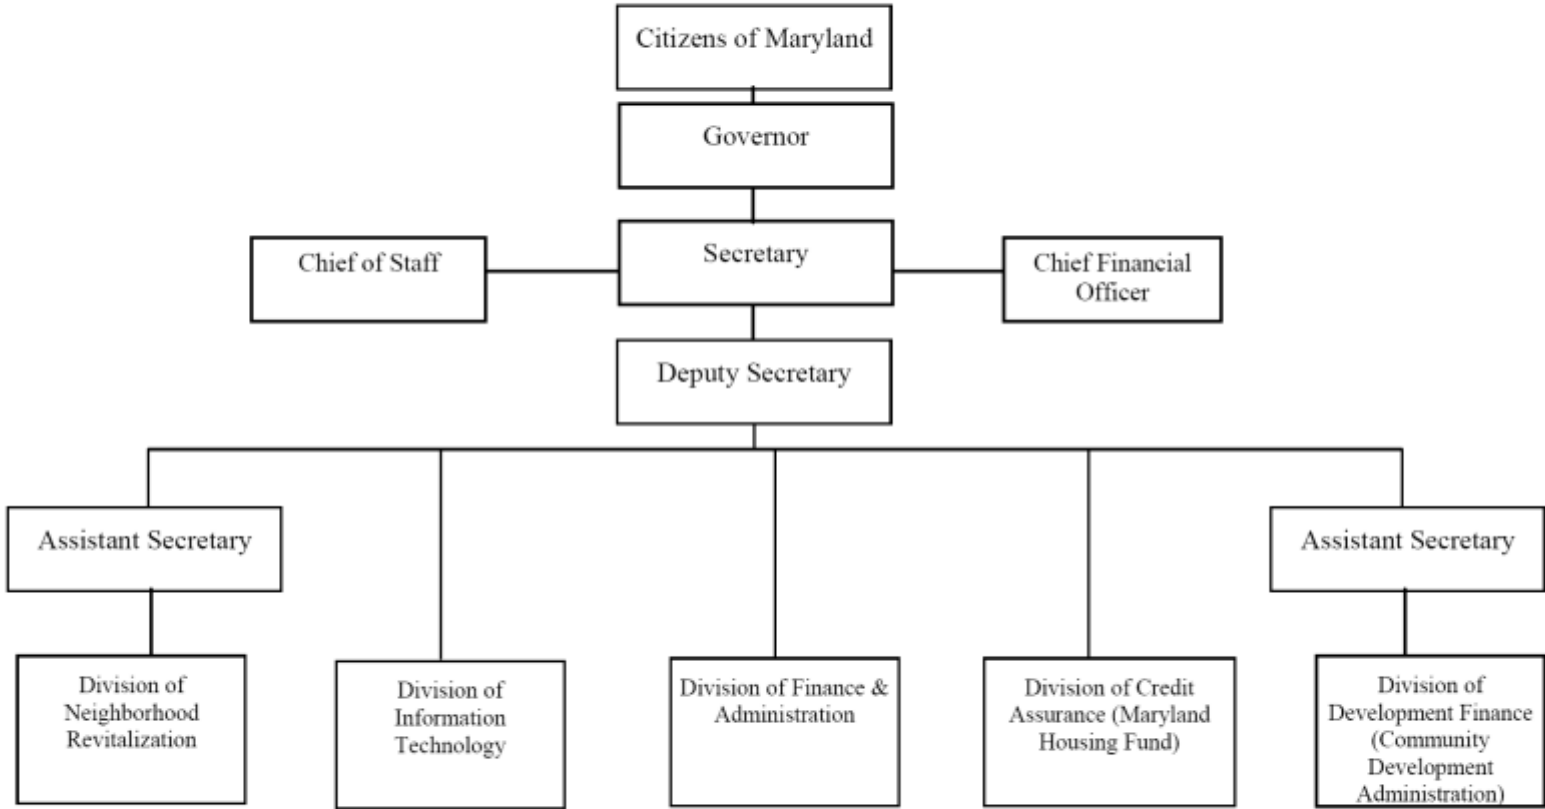 Citizens of Maryland
Governor
Chief of Staff
Secretary
Chief Financial
Officer
Deputy Secretary
Assistant Secretary
Assistant Secretary
Division of
Neighborhood
Revitalization
Division of
Information
Technology
Division of Finance &
Administration
Division of Credit
Assurance (Maryland
Housing Fund)
Division of
Development Finance
(Community
Development
Administration)